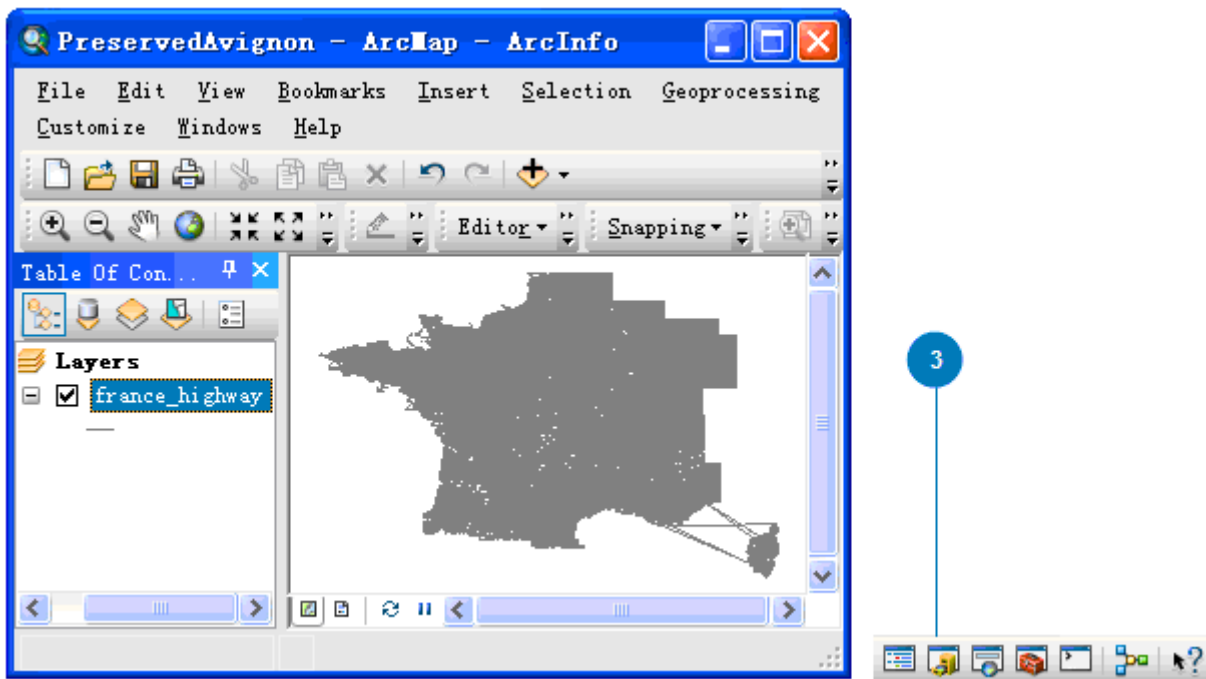 PreservedAvignon - ArcMap - ArcInfo
File Edit View Bookmarks Insert Selection Geoprocessing
Customize Windows Help
Editor Snapping
Table Of Con...
Layers
france_highway
3